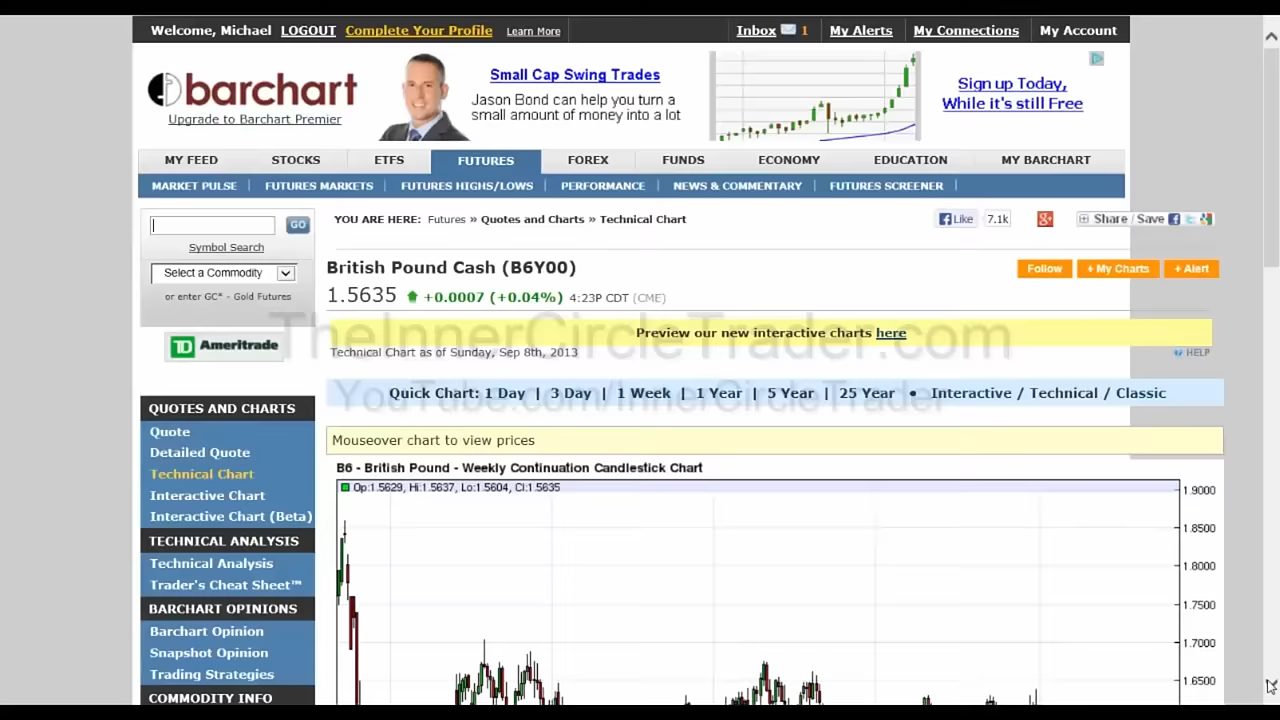 Welcome, Michael LOGOUT Complete Your Profile Learn More Inbox 1 My Alerts My Connections My Account
barchart
Upgrade to Barchart Premier
Small Cap Swing Trades
Jason Bond can help you turn a
small amount of money into a lot
Sign up Today,
While it's still Free
MY FEED STOCKS ETFS FUTURES FOREX FUNDS ECONOMY EDUCATION MY BARCHART
MARKET PULSE | FUTURES MARKETS | FUTURES HIGHS/LOWS | PERFORMANCE | NEWS & COMMENTARY | FUTURES SCREENER |
GO
Symbol Search
Select a Commodity
or enter GC* - Gold Futures
TD Ameritrade
YOU ARE HERE: Futures » Quotes and Charts » Technical Chart
Like 7.1k
Share / Save
British Pound Cash (B6Y00)
Follow + My Charts + Alert
1.5635 +0.0007 (+0.04%) 4:23P CDT (CME)
TheInnerCircleTrader.com
Preview our new interactive charts here
Technical Chart as of Sunday, Sep 8th, 2013
HELP
YouTube.com/InnerCircleTrader
Quick Chart: 1 Day | 3 Day | 1 Week | 1 Year | 5 Year | 25 Year • Interactive / Technical / Classic
Mouseover chart to view prices
B6 - British Pound - Weekly Continuation Candlestick Chart
Op:1.5629, Hi:1.5637, Lo:1.5604, Cl:1.5635
1.9000
1.8500
1.8000
1.7500
1.7000
1.6500
QUOTES AND CHARTS
Quote
Detailed Quote
Technical Chart
Interactive Chart
Interactive Chart (Beta)
TECHNICAL ANALYSIS
Technical Analysis
Trader's Cheat Sheet™
BARCHART OPINIONS
Barchart Opinion
Snapshot Opinion
Trading Strategies
COMMODITY INFO